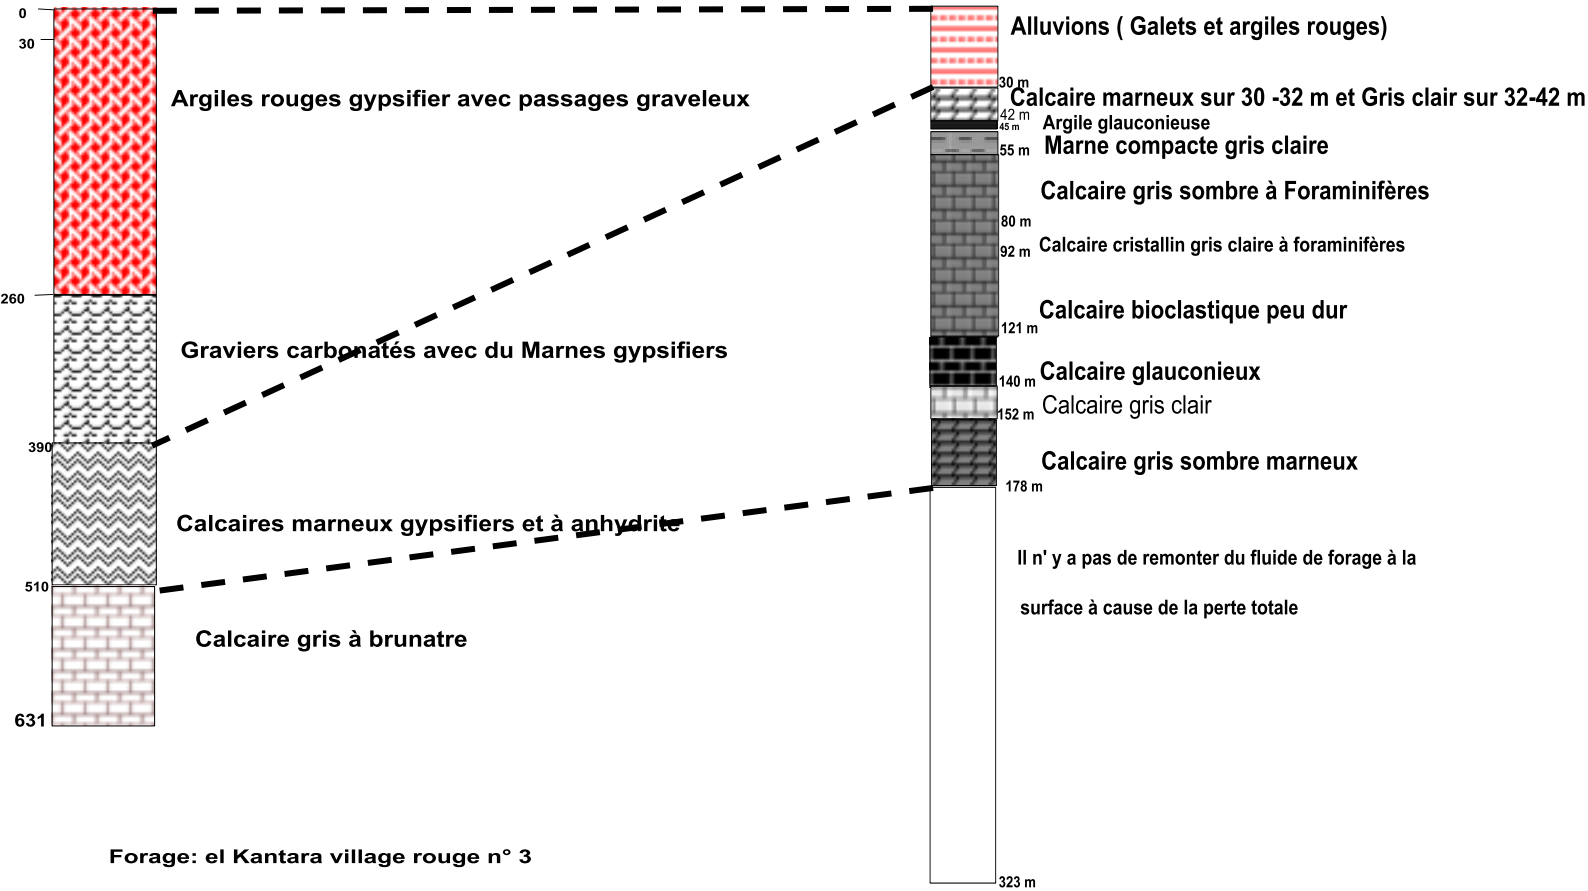 0
30
Argiles rouges gypsifier avec passages graveleux
260
Graviers carbonatés avec du Marnes gypsifiers
390
Calcaires marneux gypsifiers et à anhydrite
510
Calcaire gris à brunatre
631
Forage: el Kantara village rouge n° 3
Alluvions ( Galets et argiles rouges)
30 m
Calcaire marneux sur 30 -32 m et Gris clair sur 32-42 m
42 m
Argile glauconieuse
45 m
Marne compacte gris claire
55 m
Calcaire gris sombre à Foraminifères
80 m
Calcaire cristallin gris claire à foraminifères
92 m
Calcaire bioclastique peu dur
121 m
Calcaire glauconieux
140 m
Calcaire gris clair
152 m
Calcaire gris sombre marneux
178 m
Il n' y a pas de remonter du fluide de forage à la
surface à cause de la perte totale
323 m